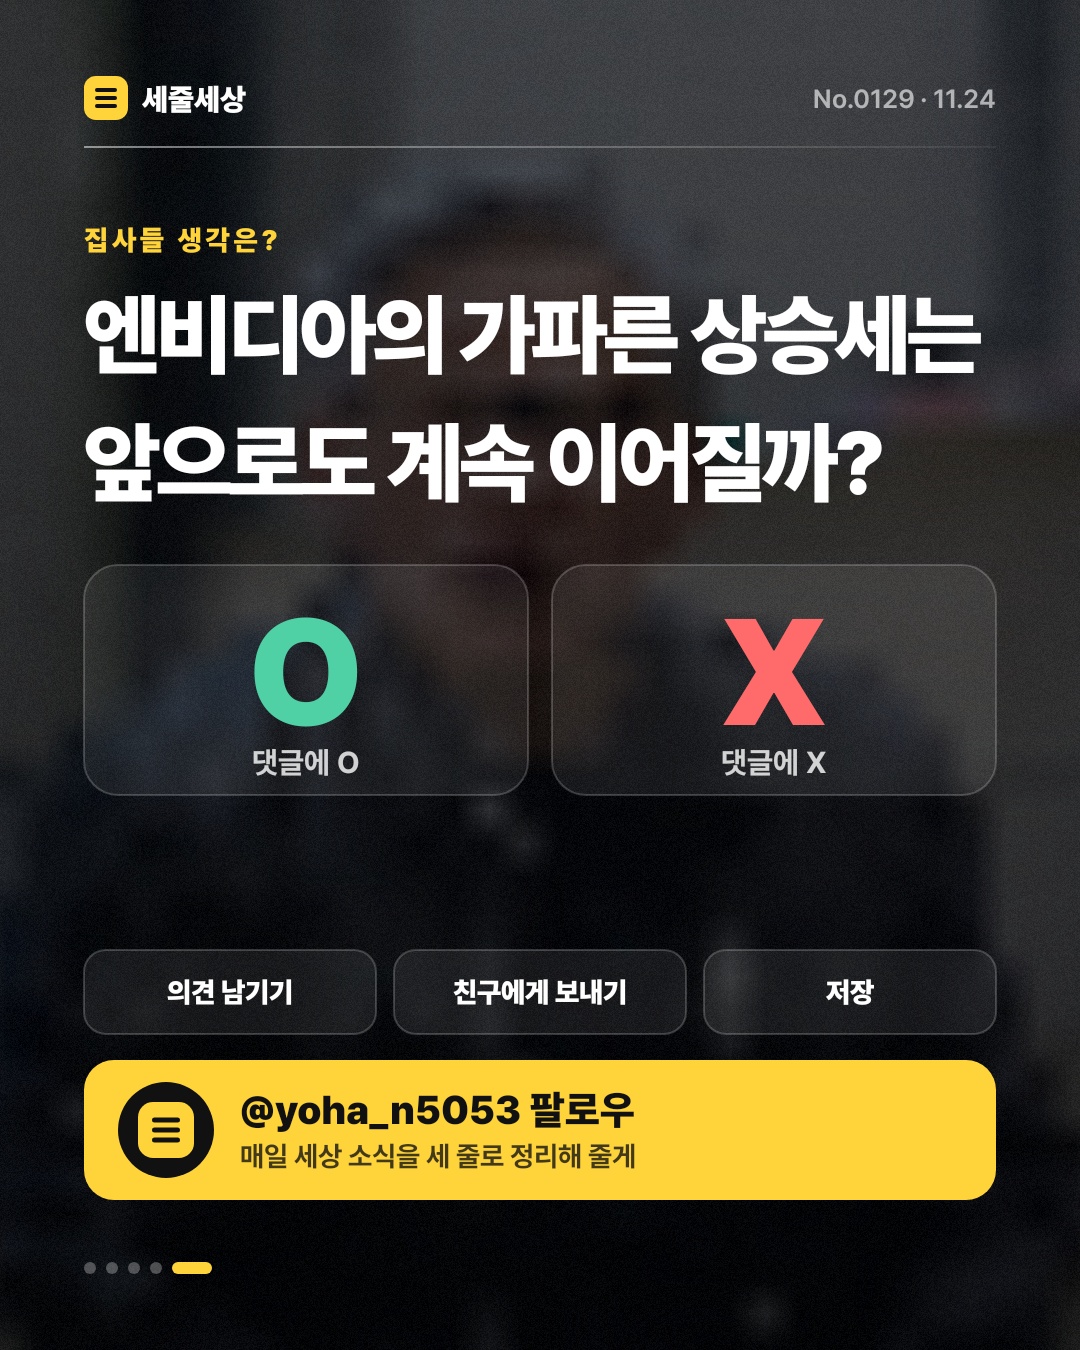 세줄세상
No.0129 · 11.24
집사들 생각은?
엔비디아의 가파른 상승세는
앞으로도 계속 이어질까?
O
댓글에 O
X
댓글에 X
의견 남기기
친구에게 보내기
저장
@yoha_n5053 팔로우
매일 세상 소식을 세 줄로 정리해 줄게